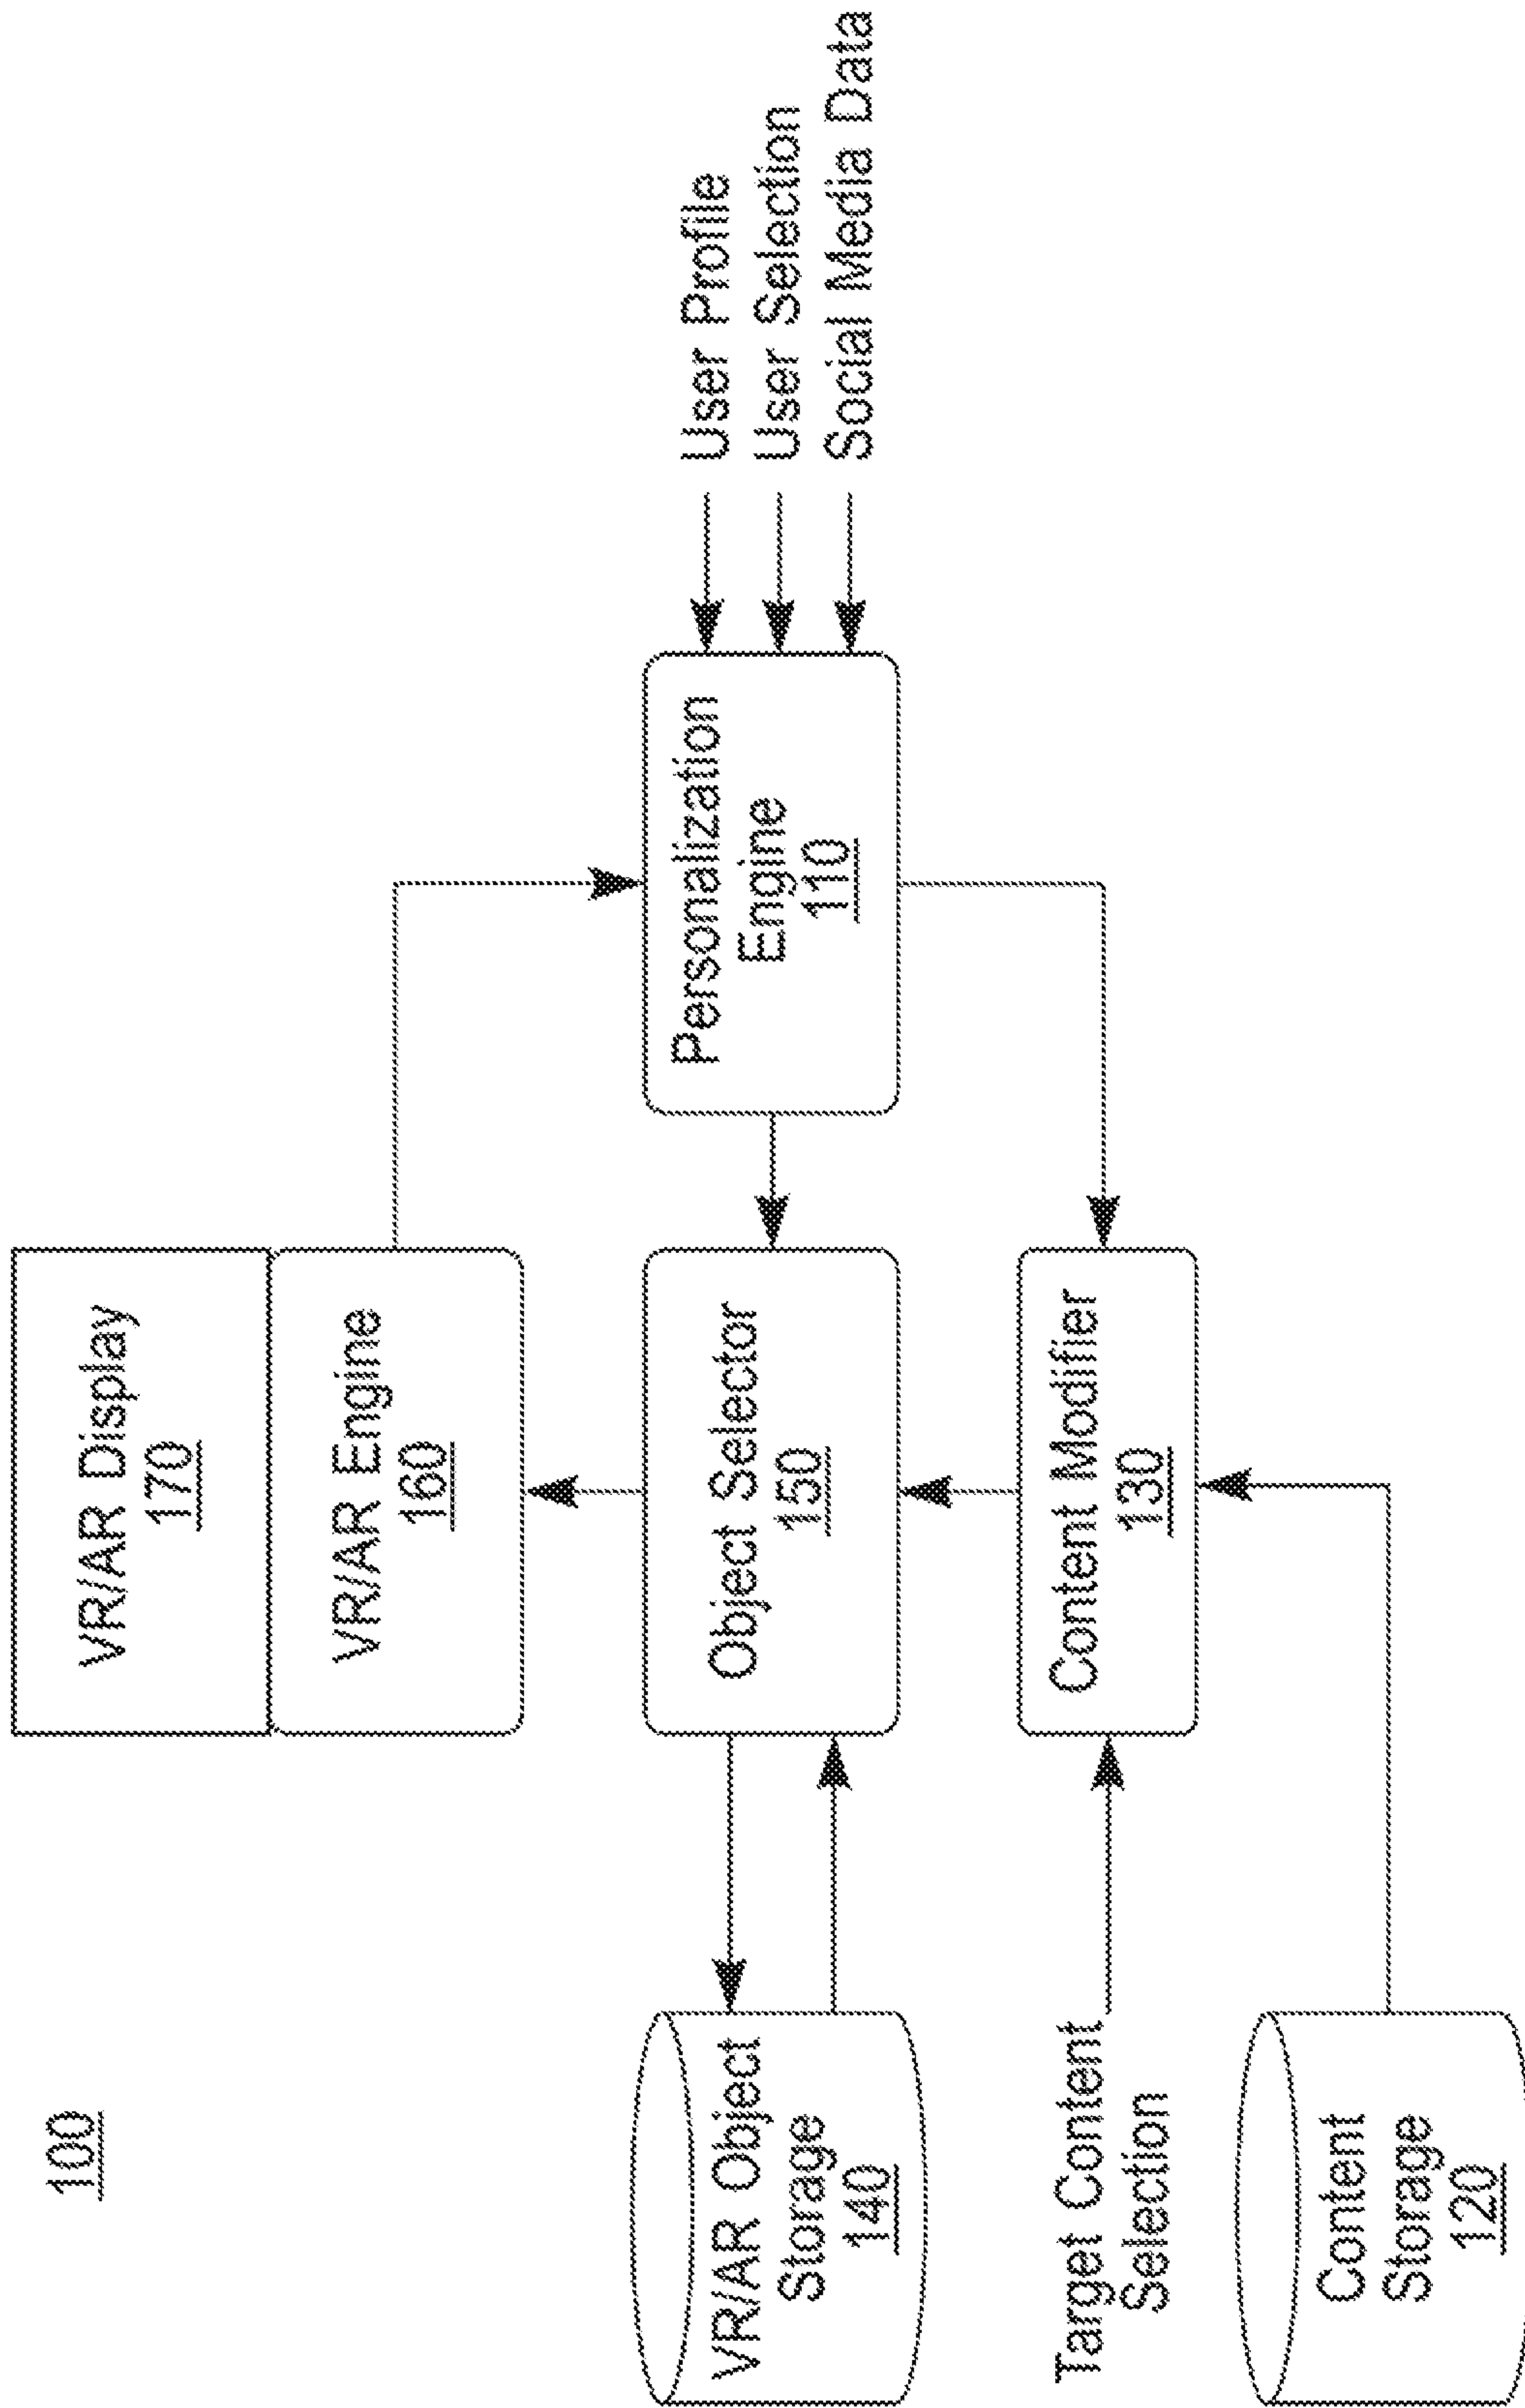 100
VR/AR Display
170
VR/AR Engine
160
VR/AR Object
Storage
140
Object Selector
150
Personalization
Engine
110
User Profile
User Selection
Social Media Data
Target Content
Selection
Content Modifier
130
Content
Storage
120